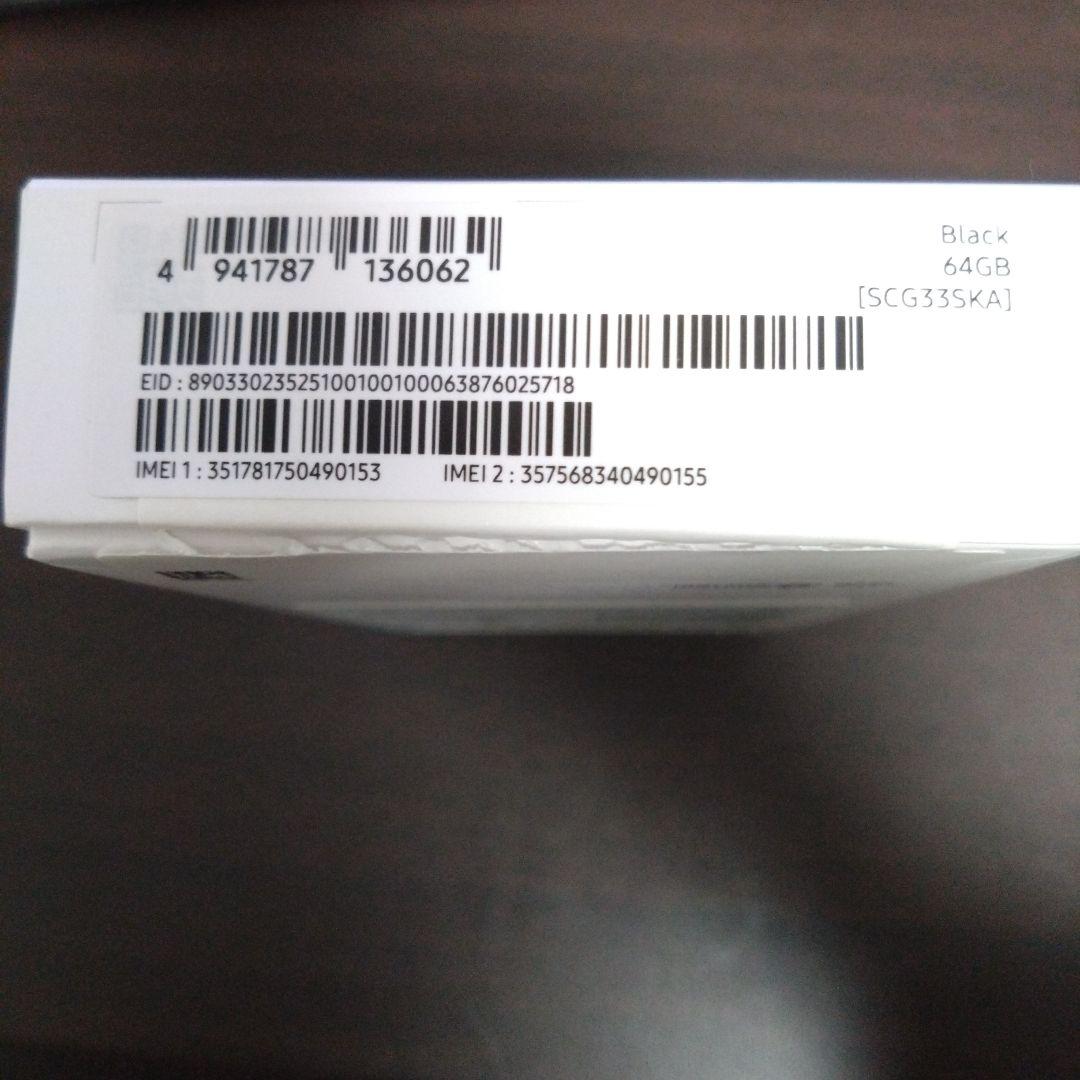 4 941787 136062
Black
64GB
[SCG33SKA]
EID : 89033023525100100100063876025718
IMEI 1 : 351781750490153 IMEI 2 : 357568340490155